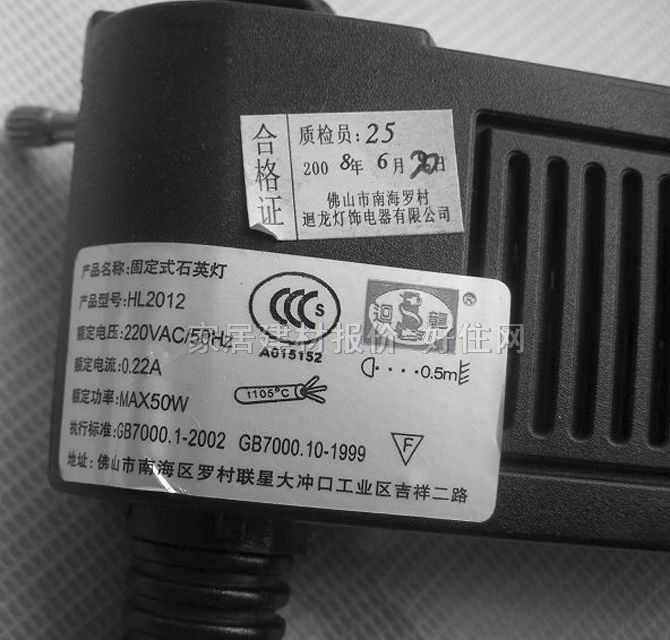 合格证
质检员: 25
2008年6月 日
佛山市南海罗村
迴龙灯饰电器有限公司
产品名称: 固定式石英灯
产品型号: HL2012
额定电压: 220VAC/50Hz
额定电流: 0.22A
额定功率: MAX50W
执行标准: GB7000.1-2002 GB7000.10-1999
地址: 佛山市南海区罗村联星大冲口工业区吉祥二路
CCC S
A015152
t105°C
迴 龍 ®
0.5m
F
家居建材报价 好住网